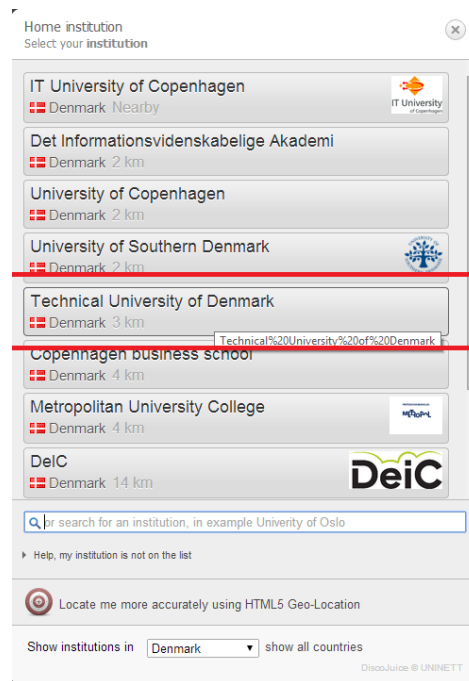 Home institution
Select your institution
IT University of Copenhagen
Denmark Nearby
IT University
of Copenhagen
Det Informationsvidenskabelige Akademi
Denmark 2 km
University of Copenhagen
Denmark 2 km
University of Southern Denmark
Denmark 2 km
Technical University of Denmark
Denmark 3 km
Technical%20University%20of%20Denmark
Copenhagen business school
Denmark 4 km
Metropolitan University College
Denmark 4 km
METROPOL
DeIC
Denmark 14 km
DeiC
or search for an institution, in example Univerity of Oslo
Help, my institution is not on the list
Locate me more accurately using HTML5 Geo-Location
Show institutions in Denmark show all countries
DiscoJuice © UNINETT